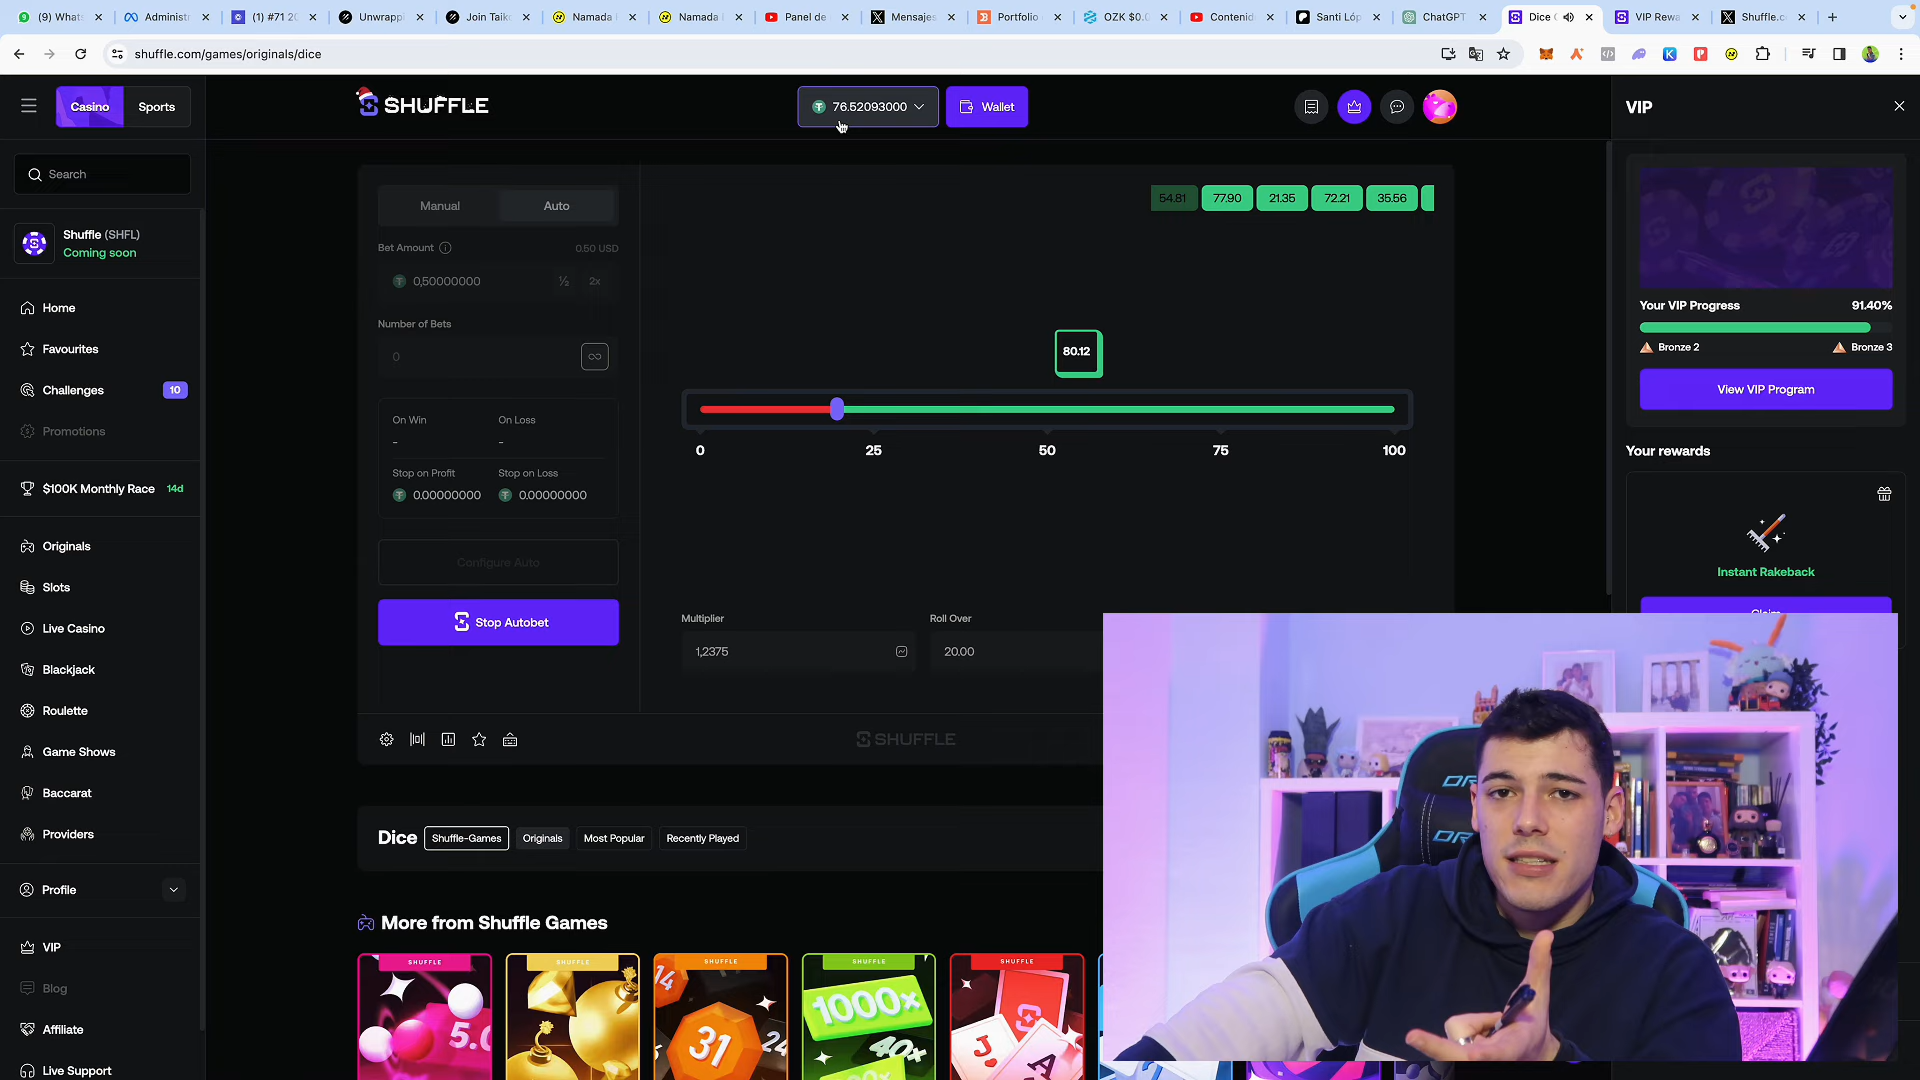 Whats
Administ
(1) #71 2
Unwrappi
Join Taik
Namada
Namada
Panel de
Mensajes
Portfolio
OZK $0.0
Contenid
Santi Lóp
ChatGPT
Dice
VIP Rewa
Shuffle.c
shuffle.com/games/originals/dice
Casino
Sports
SHUFFLE
76.52093000
Wallet
VIP
Search
Shuffle (SHFL)
Coming soon
Home
Favourites
Challenges
10
Promotions
$100K Monthly Race
14d
Originals
Slots
Live Casino
Blackjack
Roulette
Game Shows
Baccarat
Providers
Profile
VIP
Blog
Affiliate
Live Support
Manual
Auto
Bet Amount
0.50 USD
0,50000000
½
2x
Number of Bets
0
On Win
On Loss
-
-
Stop on Profit
Stop on Loss
0.00000000
0.00000000
Configure Auto
Stop Autobet
54.81
77.90
21.35
72.21
35.56
80.12
0
25
50
75
100
Multiplier
Roll Over
1,2375
20.00
SHUFFLE
Dice
Shuffle-Games
Originals
Most Popular
Recently Played
More from Shuffle Games
SHUFFLE
SHUFFLE
SHUFFLE
SHUFFLE
SHUFFLE
5.0
14
31
24
1000x
40x
J
A
Your VIP Progress
91.40%
Bronze 2
Bronze 3
View VIP Program
Your rewards
Instant Rakeback
Claim